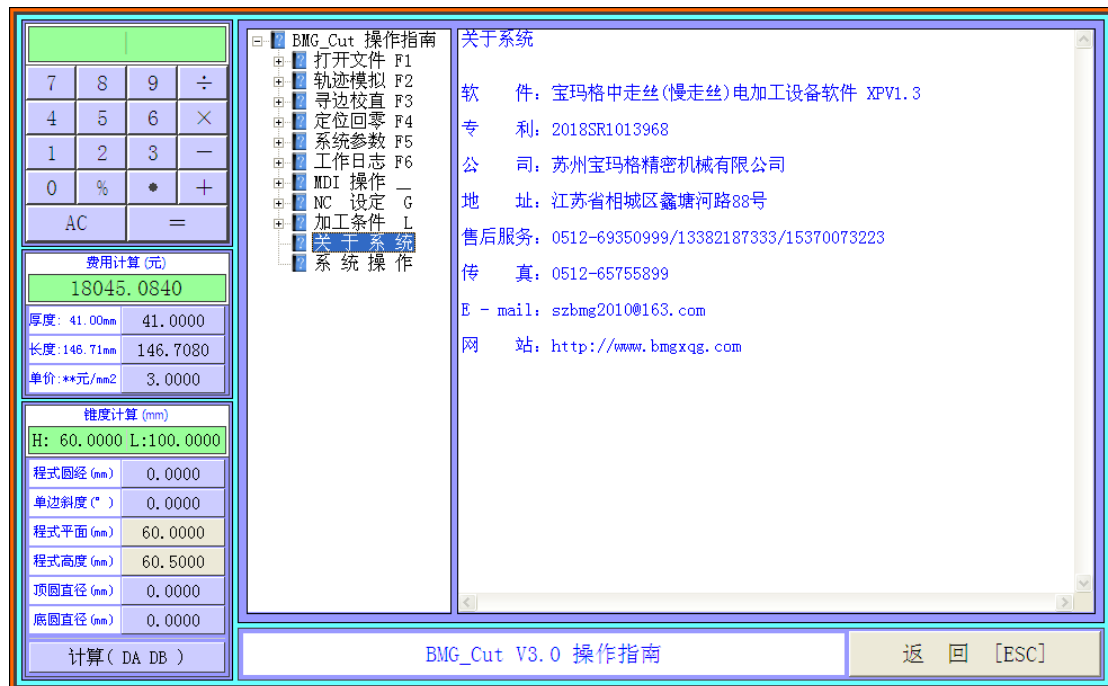 7 8 9 ÷
4 5 6 ×
1 2 3 －
0 % ● ＋
AC ＝
费用计算(元)
18045.0840
厚度: 41.00mm 41.0000
长度:146.71mm 146.7080
单价:**元/mm2 3.0000
锥度计算(mm)
H: 60.0000 L:100.0000
程式圆经(mm) 0.0000
单边斜度(° ) 0.0000
程式平面(mm) 60.0000
程式高度(mm) 60.5000
顶圆直径(mm) 0.0000
底圆直径(mm) 0.0000
计算( DA DB )
BMG_Cut 操作指南
打开文件 F1
轨迹模拟 F2
寻边校直 F3
定位回零 F4
系统参数 F5
工作日志 F6
MDI 操作 _
NC 设定 G
加工条件 L
关 于 系 统
系 统 操 作
关于系统
软 件: 宝玛格中走丝(慢走丝)电加工设备软件 XPV1.3
专 利: 2018SR1013968
公 司: 苏州宝玛格精密机械有限公司
地 址: 江苏省相城区蠡塘河路88号
售后服务: 0512-69350999/13382187333/15370073223
传 真: 0512-65755899
E - mail: szbmg2010@163.com
网 站: http://www.bmgxqg.com
BMG_Cut V3.0 操作指南
返 回 [ESC]